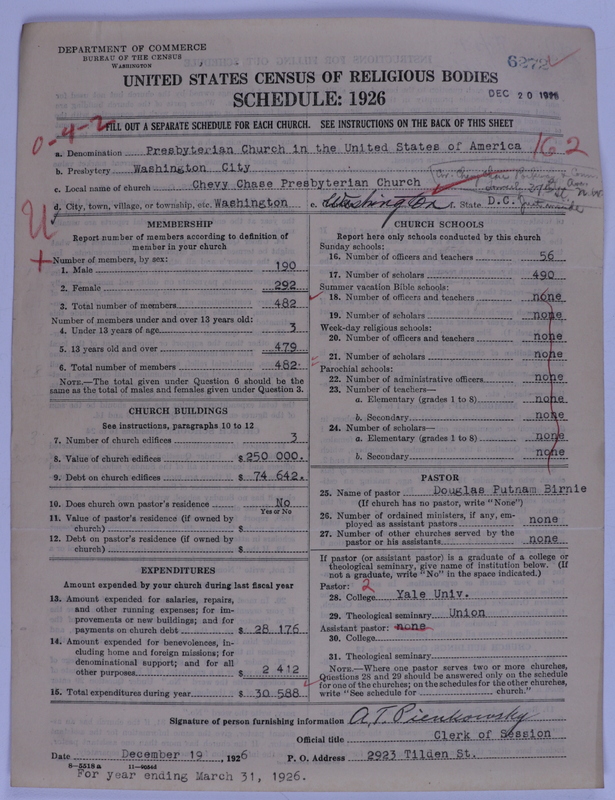 DEPARTMENT OF COMMERCE
BUREAU OF THE CENSUS
WASHINGTON
6272
UNITED STATES CENSUS OF RELIGIOUS BODIES
SCHEDULE: 1926
DEC 20 1926
0-4-2
FILL OUT A SEPARATE SCHEDULE FOR EACH CHURCH. SEE INSTRUCTIONS ON THE BACK OF THIS SHEET
162
a. Denomination Presbyterian Church in the United States of America
b. Presbytery Washington City
c. Local name of church Chevy Chase Presbyterian Church
d. City, town, village, or township, etc. Washington e. Washington f. State D.C.
U
MEMBERSHIP
Report number of members according to definition of
member in your church
Number of members, by sex:
1. Male 190
2. Female 292
3. Total number of members 482
Number of members under and over 13 years old:
4. Under 13 years of age 3
5. 13 years old and over 479
6. Total number of members 482
NOTE.—The total given under Question 6 should be the
same as the total of males and females given under Question 3.
CHURCH BUILDINGS
See instructions, paragraphs 10 to 12
7. Number of church edifices 3
8. Value of church edifices $250 000.
9. Debt on church edifices $ 74 642.
10. Does church own pastor's residence No
Yes or No
11. Value of pastor's residence (if owned by
church) $
12. Debt on pastor's residence (if owned by
church) $
EXPENDITURES
Amount expended by your church during last fiscal year
13. Amount expended for salaries, repairs,
and other running expenses; for im-
provements or new buildings; and for
payments on church debt $ 28 176
14. Amount expended for benevolences, in-
cluding home and foreign missions; for
denominational support; and for all
other purposes $ 2 412
15. Total expenditures during year $ 30 588
CHURCH SCHOOLS
Report here only schools conducted by this church
Sunday schools:
16. Number of officers and teachers 56
17. Number of scholars 490
Summer vacation Bible schools:
18. Number of officers and teachers none
19. Number of scholars none
Week-day religious schools:
20. Number of officers and teachers none
21. Number of scholars none
Parochial schools:
22. Number of administrative officers none
23. Number of teachers—
a. Elementary (grades 1 to 8) none
b. Secondary none
24. Number of scholars—
a. Elementary (grades 1 to 8) none
b. Secondary none
PASTOR
25. Name of pastor Douglas Putnam Birnie
(If church has no pastor, write "None")
26. Number of ordained ministers, if any, em-
ployed as assistant pastors none
27. Number of other churches served by the
pastor or his assistants none
If pastor (or assistant pastor) is a graduate of a college or
theological seminary, give name of institution below. (If
not a graduate, write "No" in the space indicated.)
Pastor: 2
28. College Yale Univ.
29. Theological seminary Union
Assistant pastor: none
30. College
31. Theological seminary
NOTE.—Where one pastor serves two or more churches,
Questions 28 and 29 should be answered only on the schedule
for one of the churches; on the schedules for the other churches,
write "See schedule for church."
Signature of person furnishing information A.T. Pienkowsky
Official title Clerk of Session
Date December 19, 1926 P. O. Address 2923 Tilden St.
8-5518a
For year ending March 31, 1926.